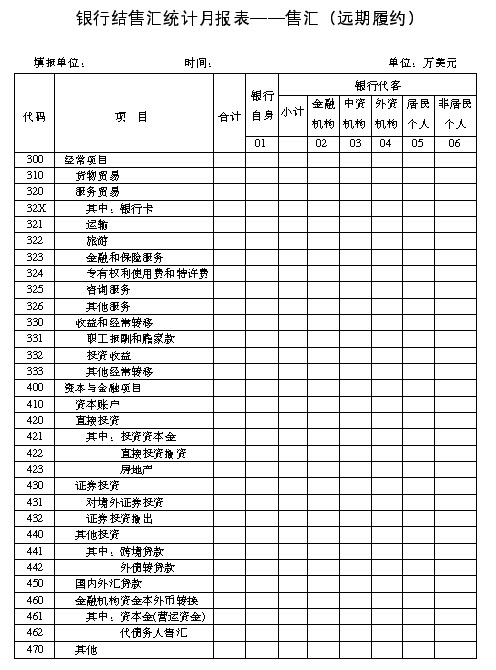 银行结售汇统计月报表——售汇（远期履约）
填报单位： 时间： 单位：万美元
代码 项 目 合计 银行自身 银行代客
小计 金融机构 中资机构 外资机构 居民个人 非居民个人
01 02 03 04 05 06
300 经常项目
310 货物贸易
320 服务贸易
32X 其中：银行卡
321 运输
322 旅游
323 金融和保险服务
324 专有权利使用费和特许费
325 咨询服务
326 其他服务
330 收益和经常转移
331 职工报酬和赡家款
332 投资收益
333 其他经常转移
400 资本与金融项目
410 资本账户
420 直接投资
421 其中：投资资本金
422 直接投资撤资
423 房地产
430 证券投资
431 对境外证券投资
432 证券投资撤出
440 其他投资
441 其中：跨境贷款
442 外债转贷款
450 国内外汇贷款
460 金融机构资金本外币转换
461 其中：资本金(营运资金)
462 代债务人售汇
470 其他